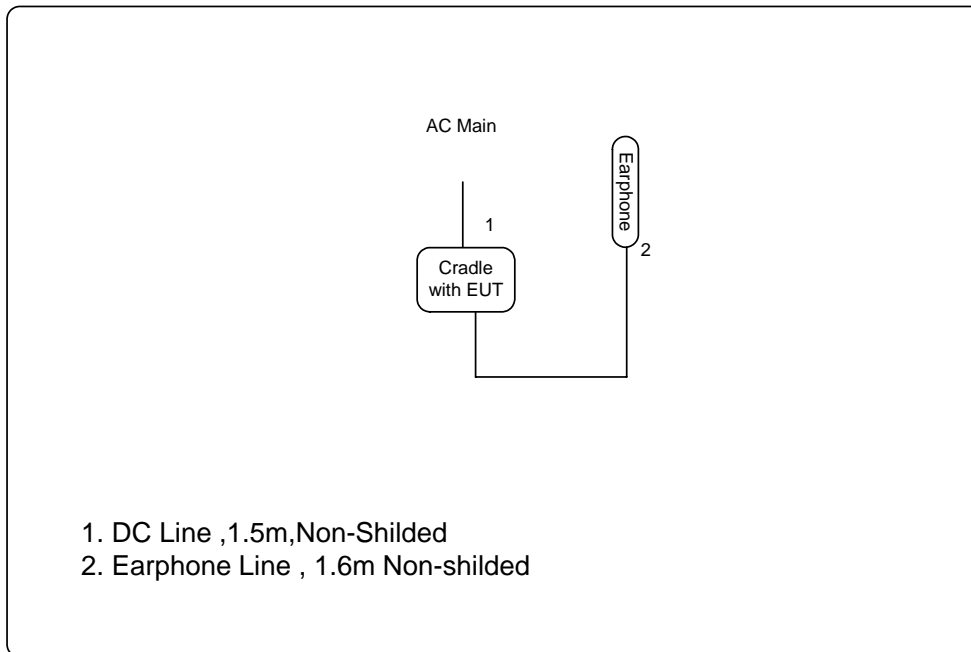 AC Main
Earphone
1
2
Cradle
with EUT
1. DC Line ,1.5m,Non-Shilded
2. Earphone Line , 1.6m Non-shilded